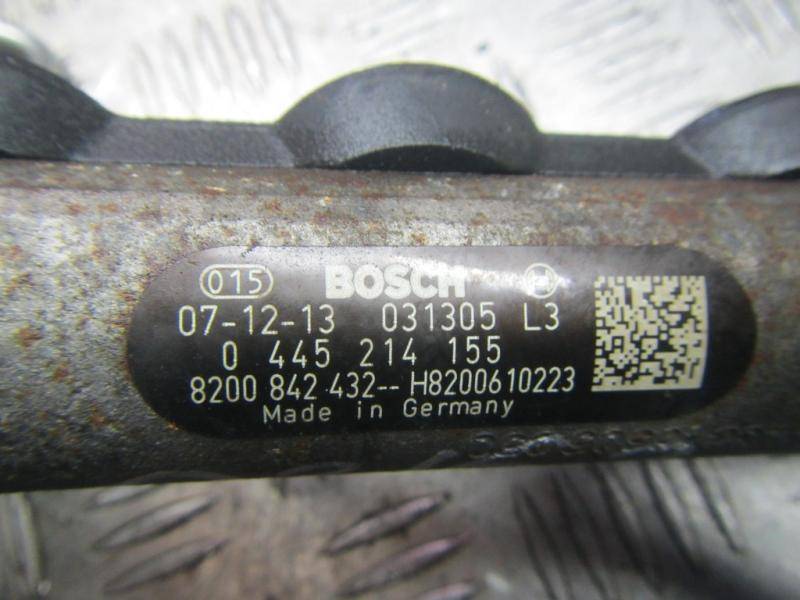 015 BOSCH
07-12-13 031305 L3
0 445 214 155
8200 842 432-- H8200610223
Made in Germany